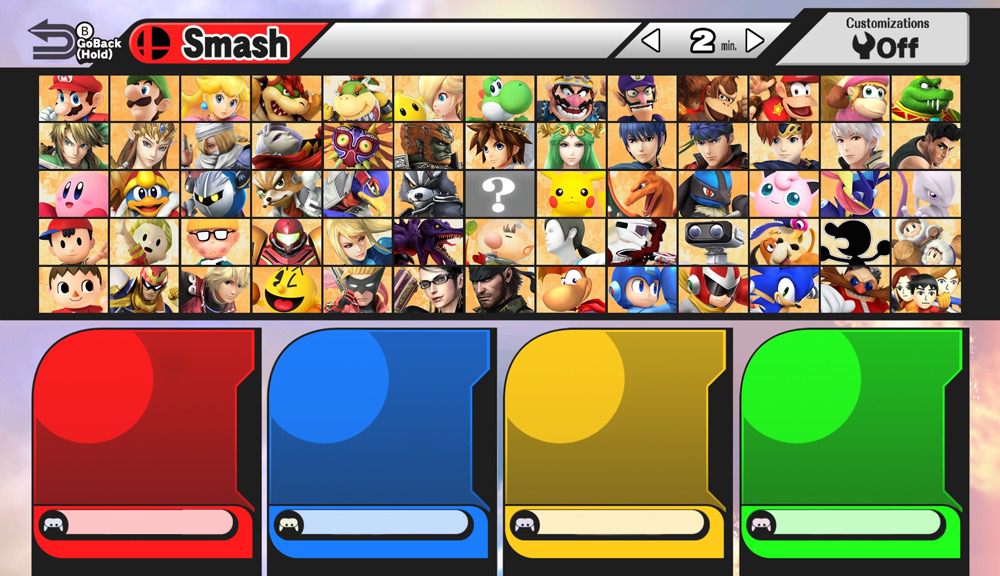 B
GoBack
(Hold)
Smash
2 min.
Customizations
Off
?